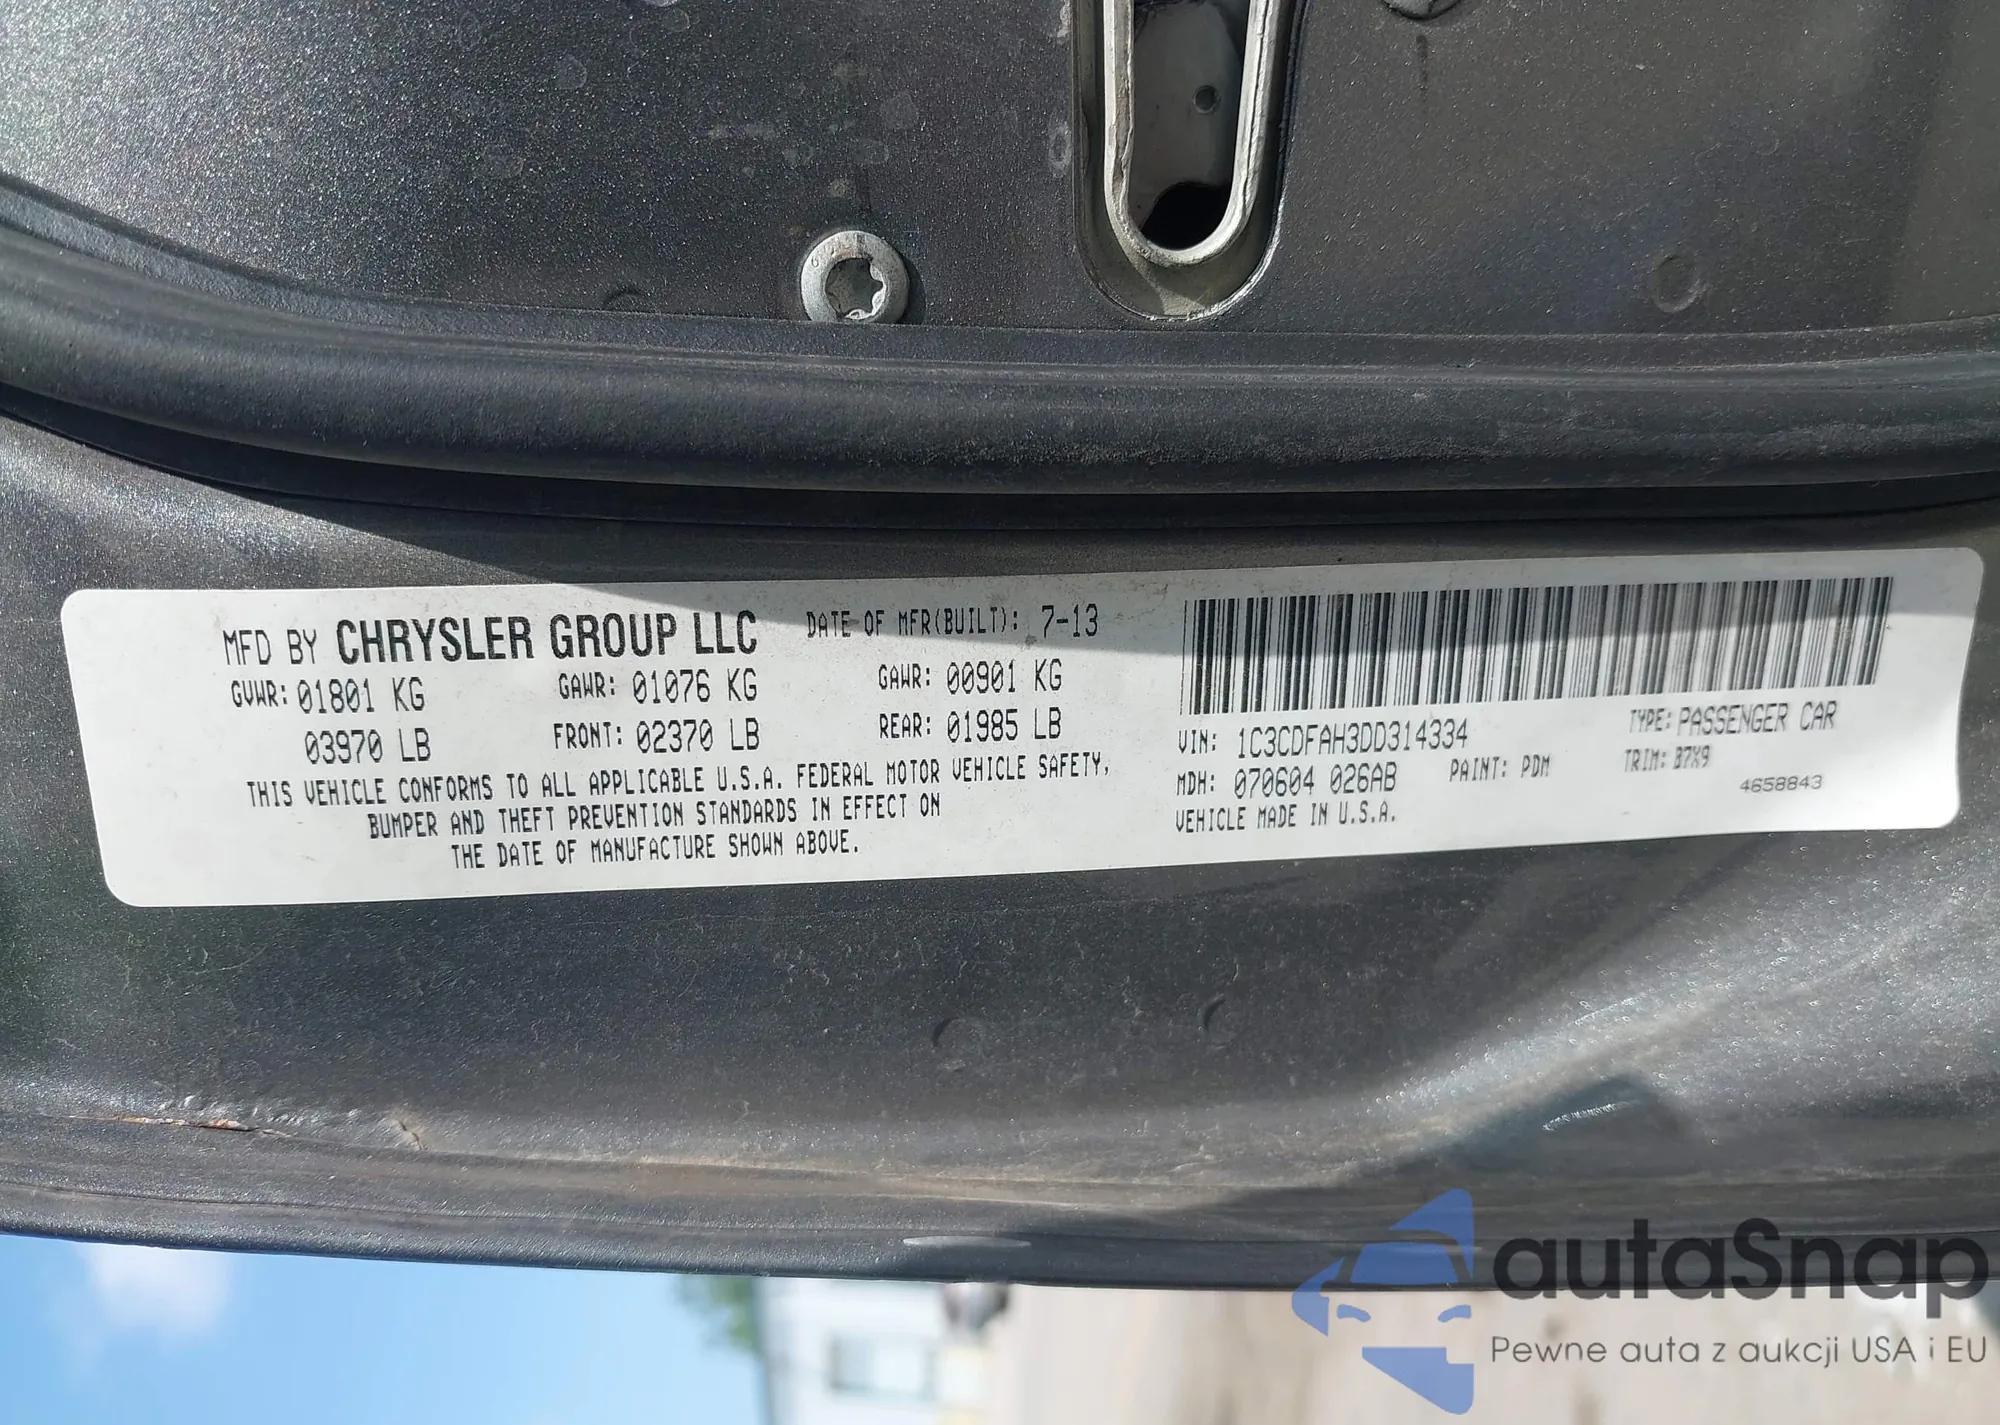 MFD BY CHRYSLER GROUP LLC DATE OF MFR(BUILT): 7-13
GVWR: 01801 KG GAWR: 01076 KG GAWR: 00901 KG
03970 LB FRONT: 02370 LB REAR: 01985 LB
THIS VEHICLE CONFORMS TO ALL APPLICABLE U.S.A. FEDERAL MOTOR VEHICLE SAFETY,
BUMPER AND THEFT PREVENTION STANDARDS IN EFFECT ON
THE DATE OF MANUFACTURE SHOWN ABOVE.
VIN: 1C3CDFAH3DD314334 TYPE: PASSENGER CAR
MDH: 070604 026AB PAINT: PDM TRIM: B7X9
VEHICLE MADE IN U.S.A. 4658843
autaSnap
Pewne auta z aukcji USA i EU